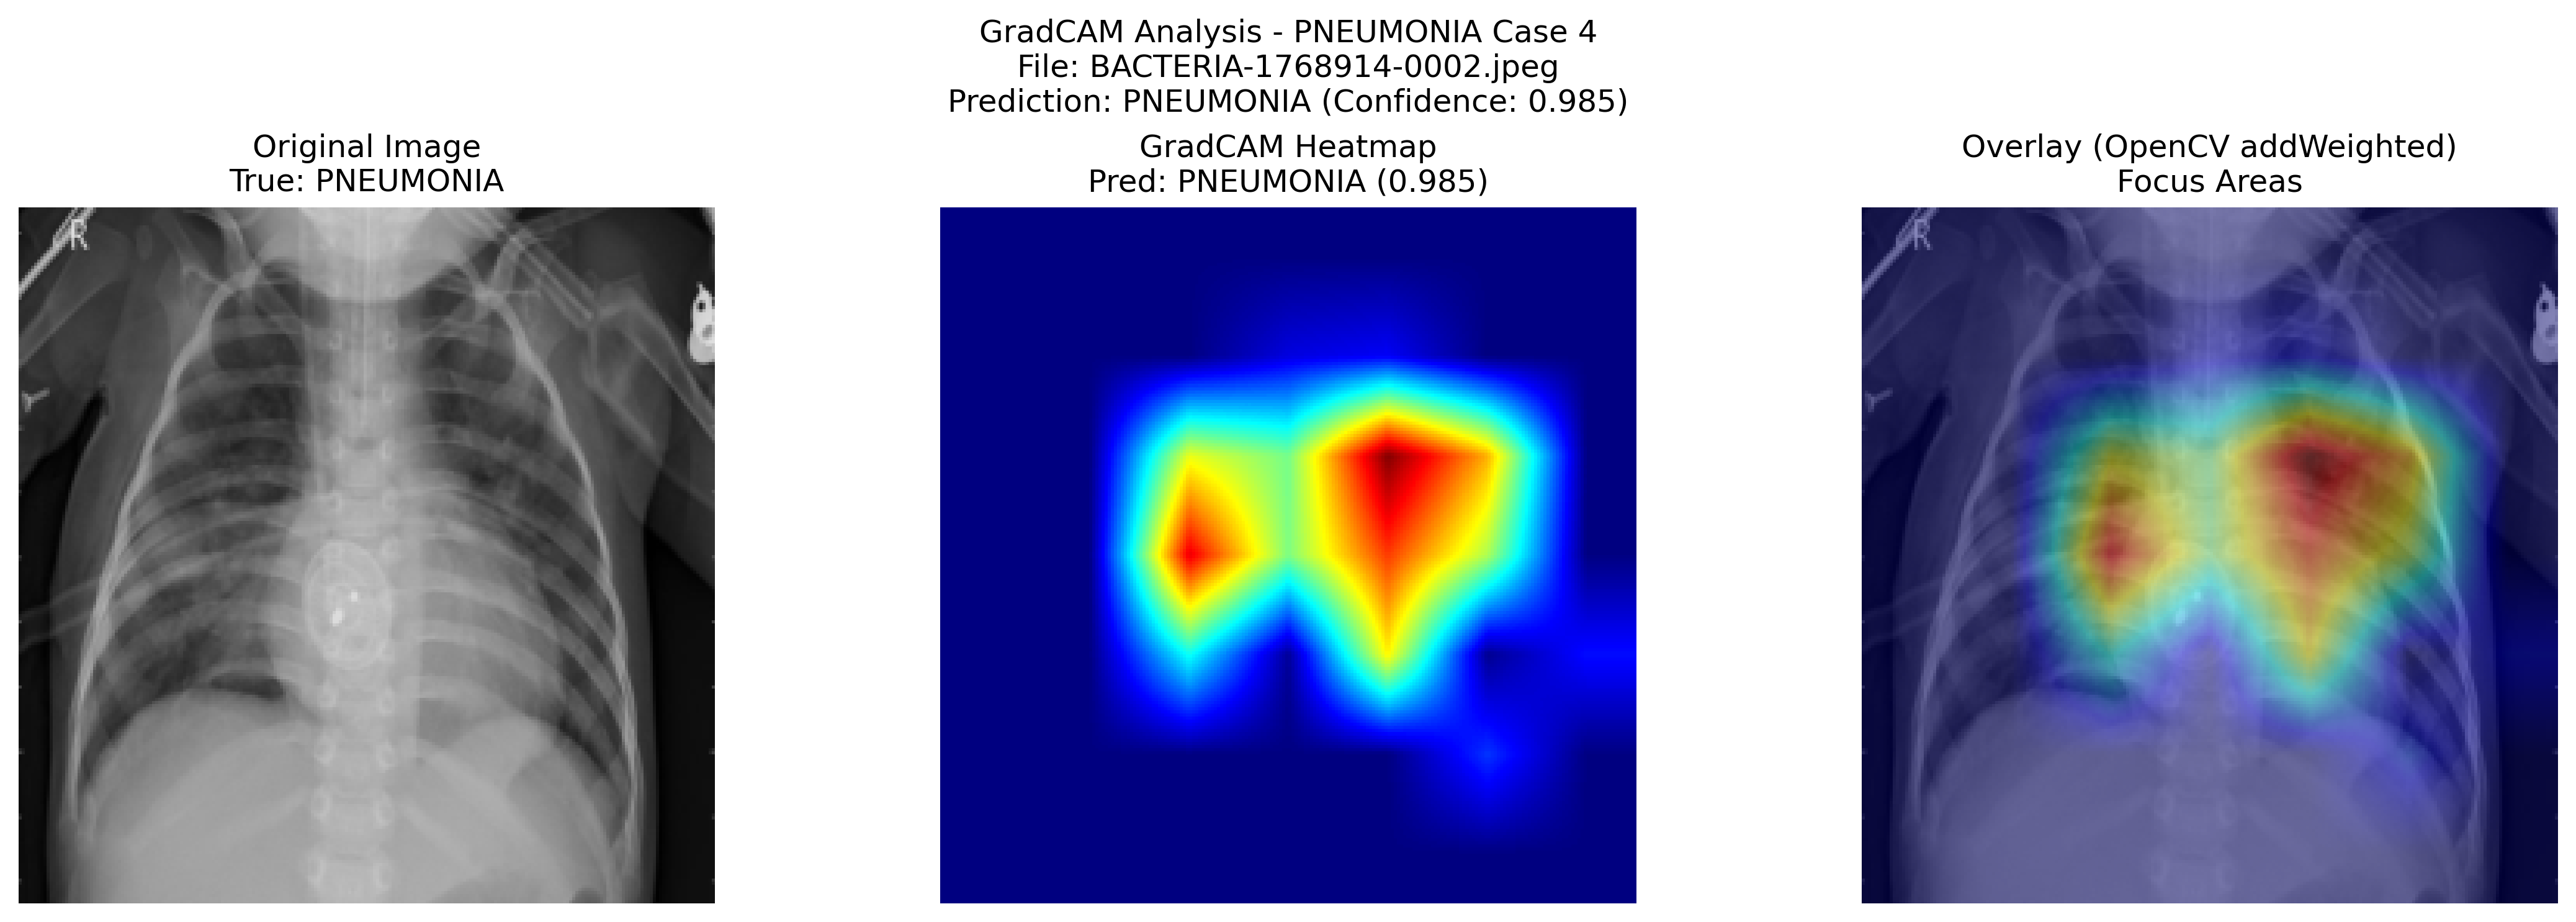 GradCAM Analysis - PNEUMONIA Case 4
File: BACTERIA-1768914-0002.jpeg
Prediction: PNEUMONIA (Confidence: 0.985)
Original Image
True: PNEUMONIA
GradCAM Heatmap
Pred: PNEUMONIA (0.985)
Overlay (OpenCV addWeighted)
Focus Areas
R
R